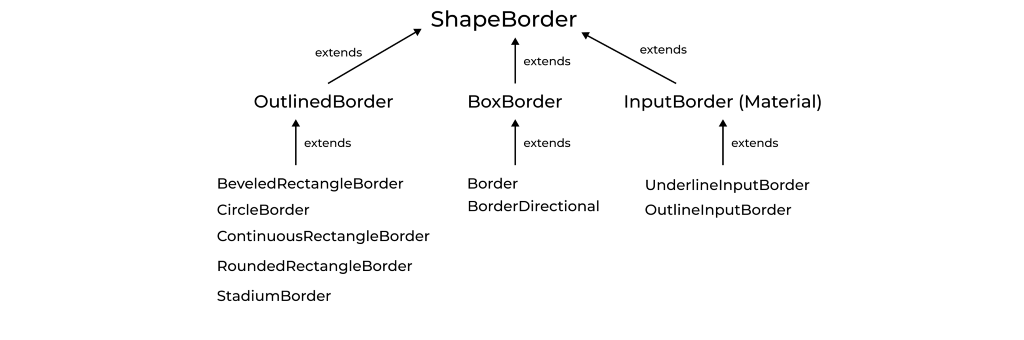 ShapeBorder
extends
extends
extends
OutlinedBorder
BoxBorder
InputBorder (Material)
extends
extends
extends
BeveledRectangleBorder
CircleBorder
ContinuousRectangleBorder
RoundedRectangleBorder
StadiumBorder
Border
BorderDirectional
UnderlineInputBorder
OutlineInputBorder